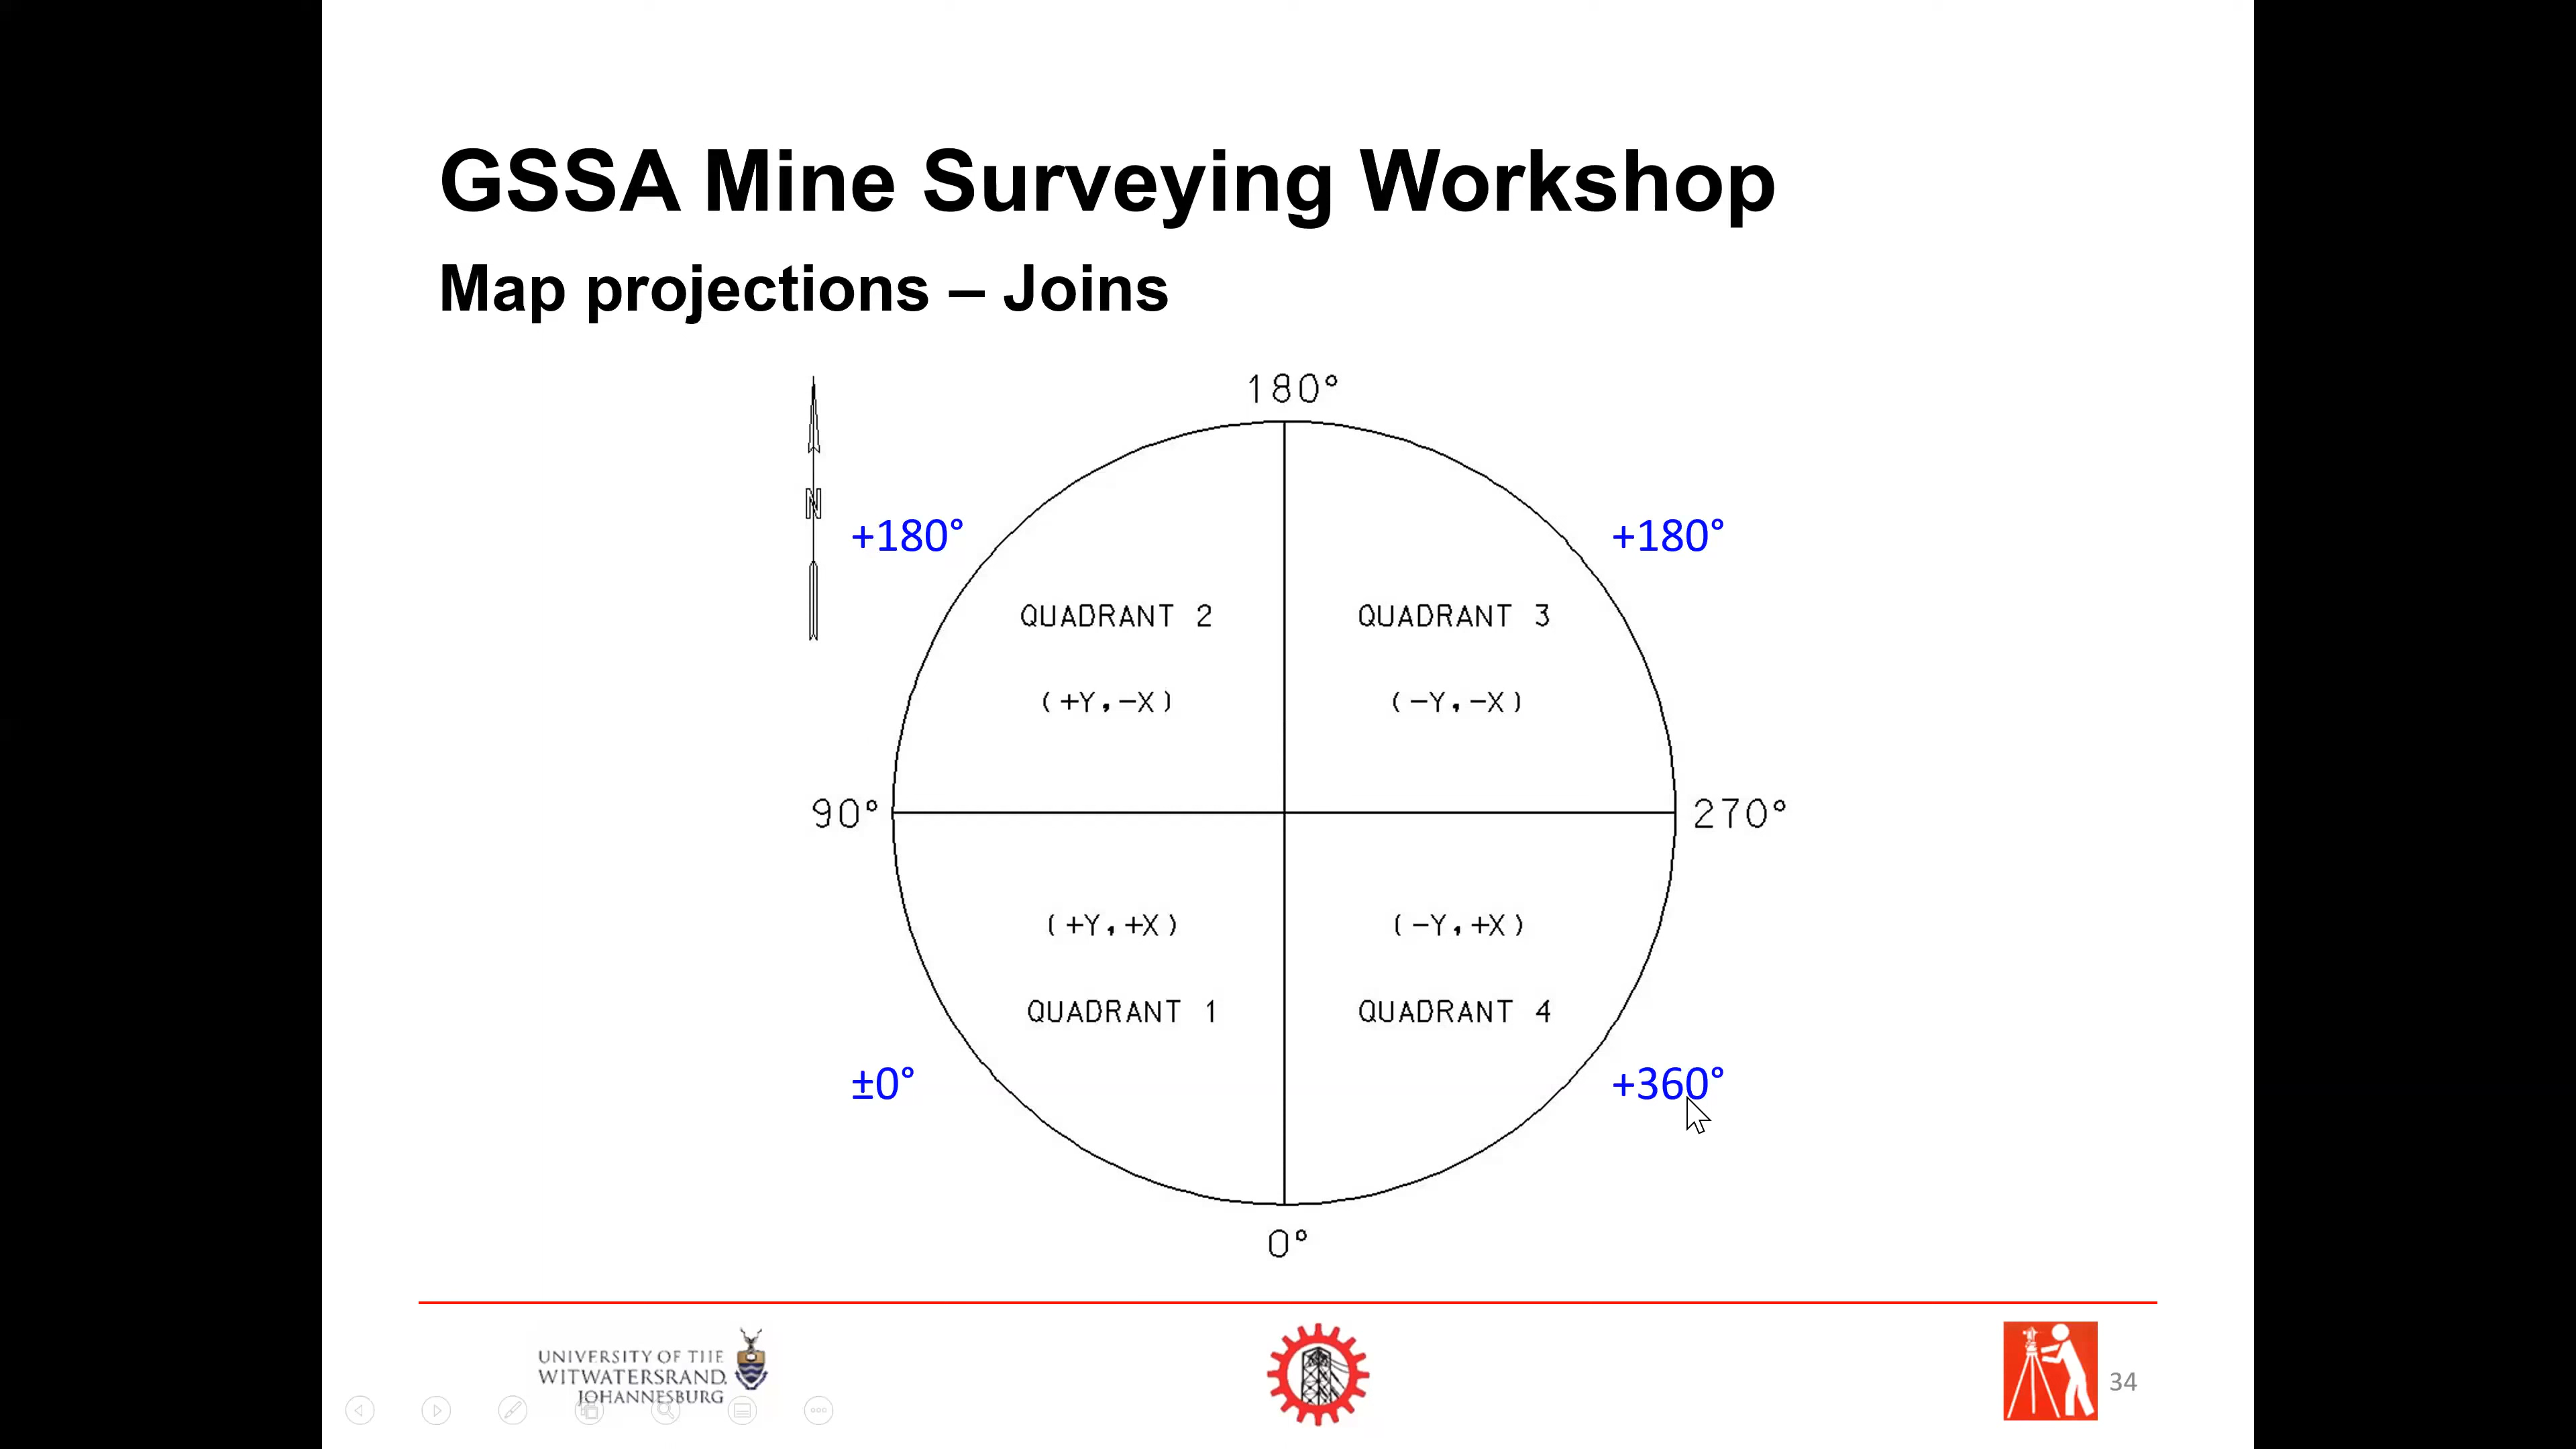 GSSA Mine Surveying Workshop
Map projections – Joins
180°
N
+180°
+180°
QUADRANT 2
QUADRANT 3
(+Y,-X)
(-Y,-X)
90°
270°
(+Y,+X)
(-Y,+X)
QUADRANT 1
QUADRANT 4
±0°
+360°
0°
UNIVERSITY OF THE
WITWATERSRAND,
JOHANNESBURG
34